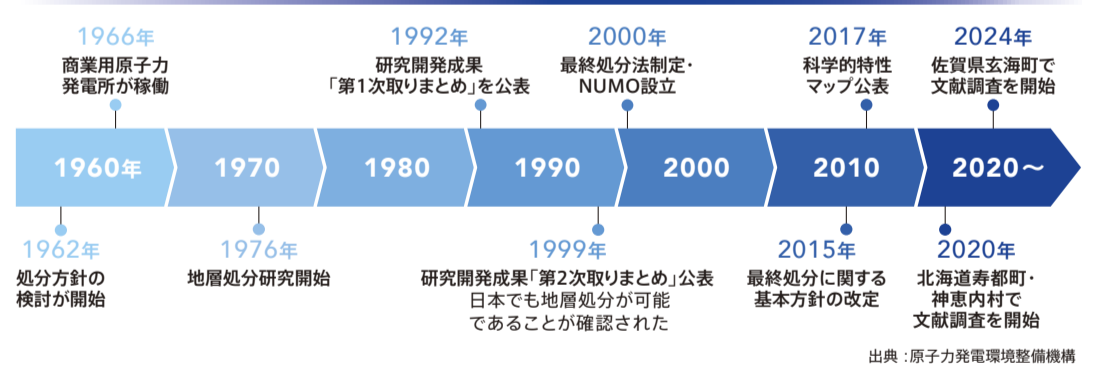 1966年
商業用原子力
発電所が稼働
1992年
研究開発成果
「第1次取りまとめ」を公表
2000年
最終処分法制定・
NUMO設立
2017年
科学的特性
マップ公表
2024年
佐賀県玄海町で
文献調査を開始
1960年
1970
1980
1990
2000
2010
2020～
1962年
処分方針の
検討が開始
1976年
地層処分研究開始
1999年
研究開発成果「第2次取りまとめ」公表
日本でも地層処分が可能
であることが確認された
2015年
最終処分に関する
基本方針の改定
2020年
北海道寿都町・
神恵内村で
文献調査を開始
出典：原子力発電環境整備機構